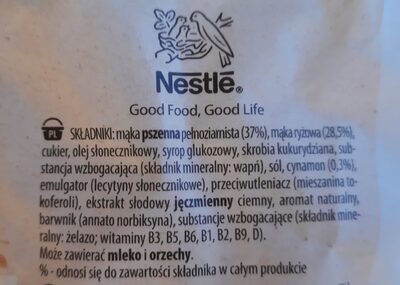 Nestlé®
Good Food, Good Life
PL SKŁADNIKI: mąka pszenna pełnoziarnista (37%), mąka ryżowa (28,5%),
cukier, olej słonecznikowy, syrop glukozowy, skrobia kukurydziana, sub-
stancja wzbogacająca (składnik mineralny: wapń), sól, cynamon (0,3%),
emulgator (lecytyny słonecznikowe), przeciwutleniacz (mieszanina to-
koferoli), ekstrakt słodowy jęczmienny ciemny, aromat naturalny,
barwnik (annato norbiksyna), substancje wzbogacające (składnik mine-
ralny: żelazo; witaminy B3, B5, B6, B1, B2, B9, D).
Może zawierać mleko i orzechy.
% - odnosi się do zawartości składnika w całym produkcie